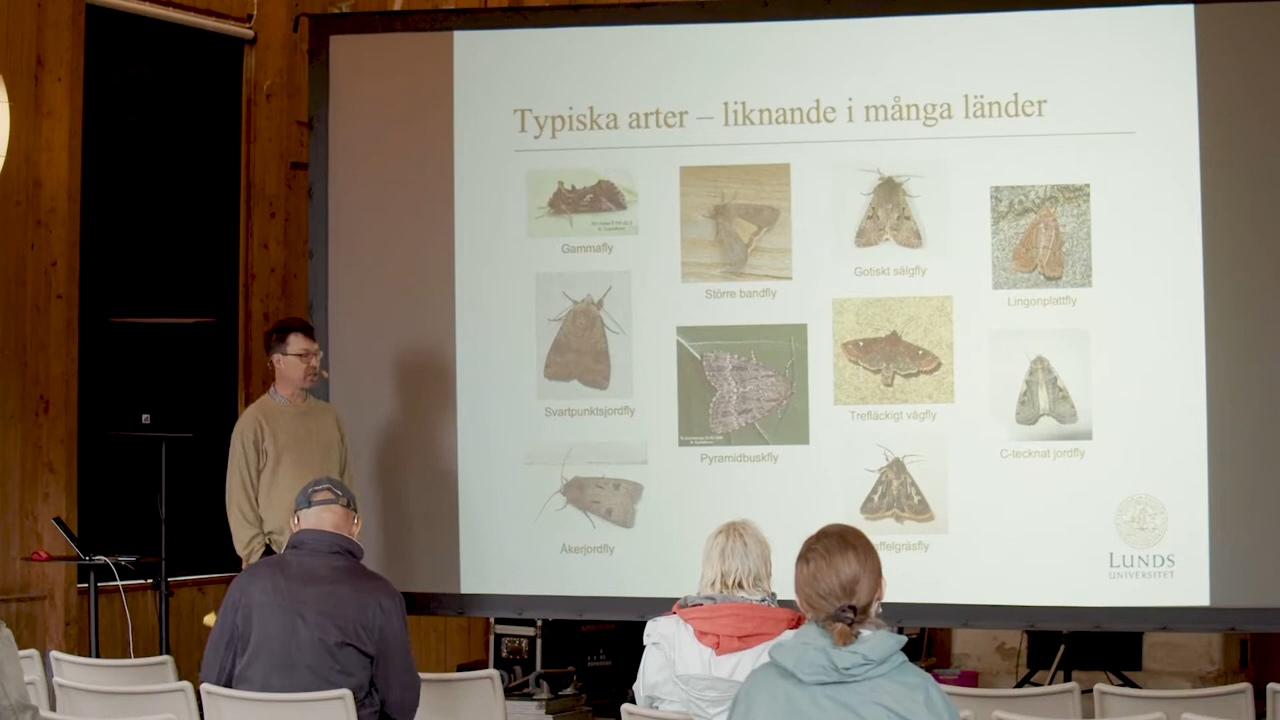 Typiska arter – liknande i många länder
Gammafly
Större bandfly
Gotiskt sälgfly
Lingonplattfly
Svartpunktsjordfly
Pyramidbuskfly
Trefläckigt vågfly
C-tecknat jordfly
Åkerjordfly
ffelgräsfly
LUNDS
UNIVERSITET